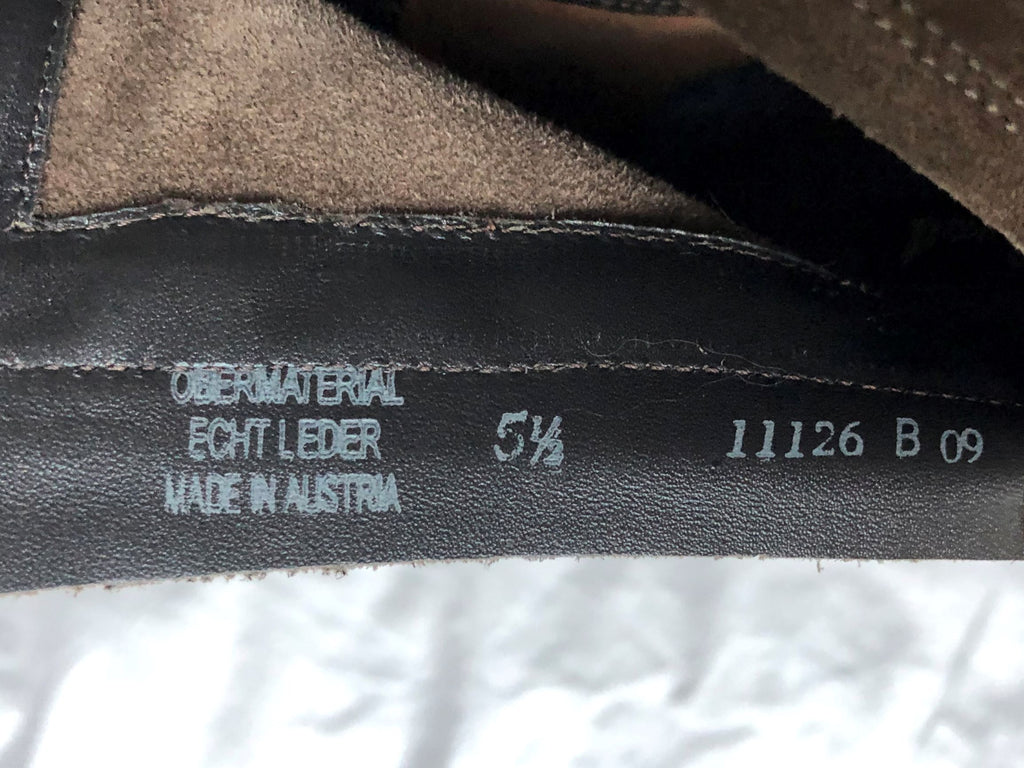 OBERMATERIAL
ECHT LEDER
MADE IN AUSTRIA
5½
11126 B 09